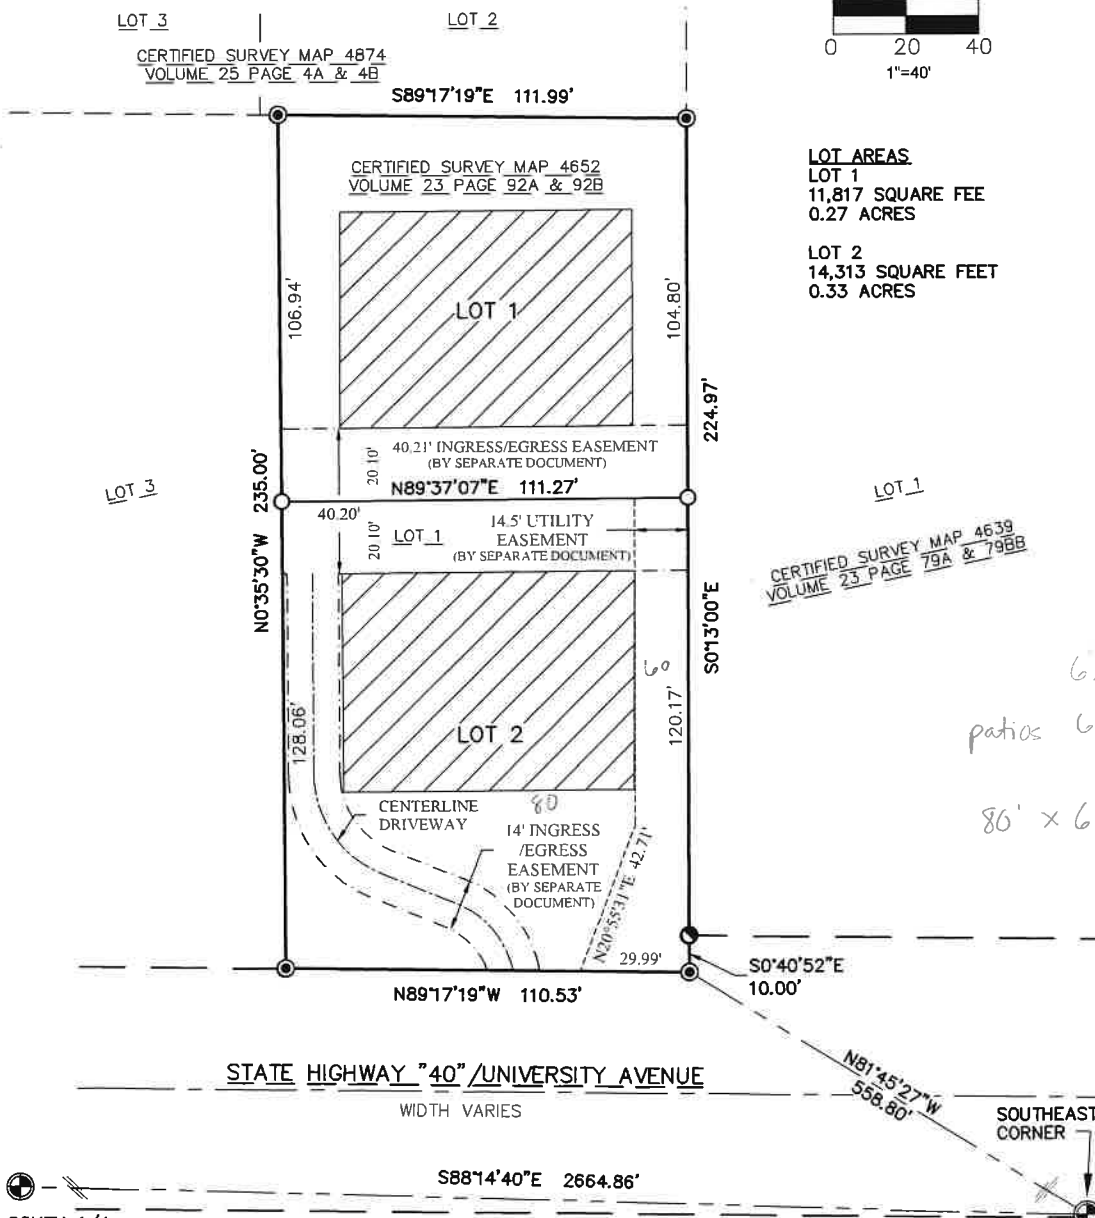 LOT 3
LOT 2
CERTIFIED SURVEY MAP 4874
VOLUME 25 PAGE 4A & 4B
0 20 40
1"=40'
S89°17'19"E 111.99'
CERTIFIED SURVEY MAP 4652
VOLUME 23 PAGE 92A & 92B
LOT AREAS
LOT 1
11,817 SQUARE FEE
0.27 ACRES
LOT 2
14,313 SQUARE FEET
0.33 ACRES
106.94'
LOT 1
104.80'
224.97'
40.21' INGRESS/EGRESS EASEMENT
(BY SEPARATE DOCUMENT)
20.10'
N89°37'07"E 111.27'
LOT 3
LOT 1
N0°35'30"W 235.00'
40.20'
20.10'
LOT 1
14.5' UTILITY
EASEMENT
(BY SEPARATE DOCUMENT)
CERTIFIED SURVEY MAP 4639
VOLUME 23 PAGE 79A & 79BB
S0°13'00"E
60
120.17'
128.06'
LOT 2
patios 6
80' x 6
80
CENTERLINE
DRIVEWAY
14' INGRESS
/EGRESS
EASEMENT
(BY SEPARATE
DOCUMENT)
N20°55'31"E 42.71'
29.99'
S0°40'52"E
10.00'
N89°17'19"W 110.53'
STATE HIGHWAY "40"/UNIVERSITY AVENUE
WIDTH VARIES
N81°45'27"W
558.80'
SOUTHEAST
CORNER
S88°14'40"E 2664.86'